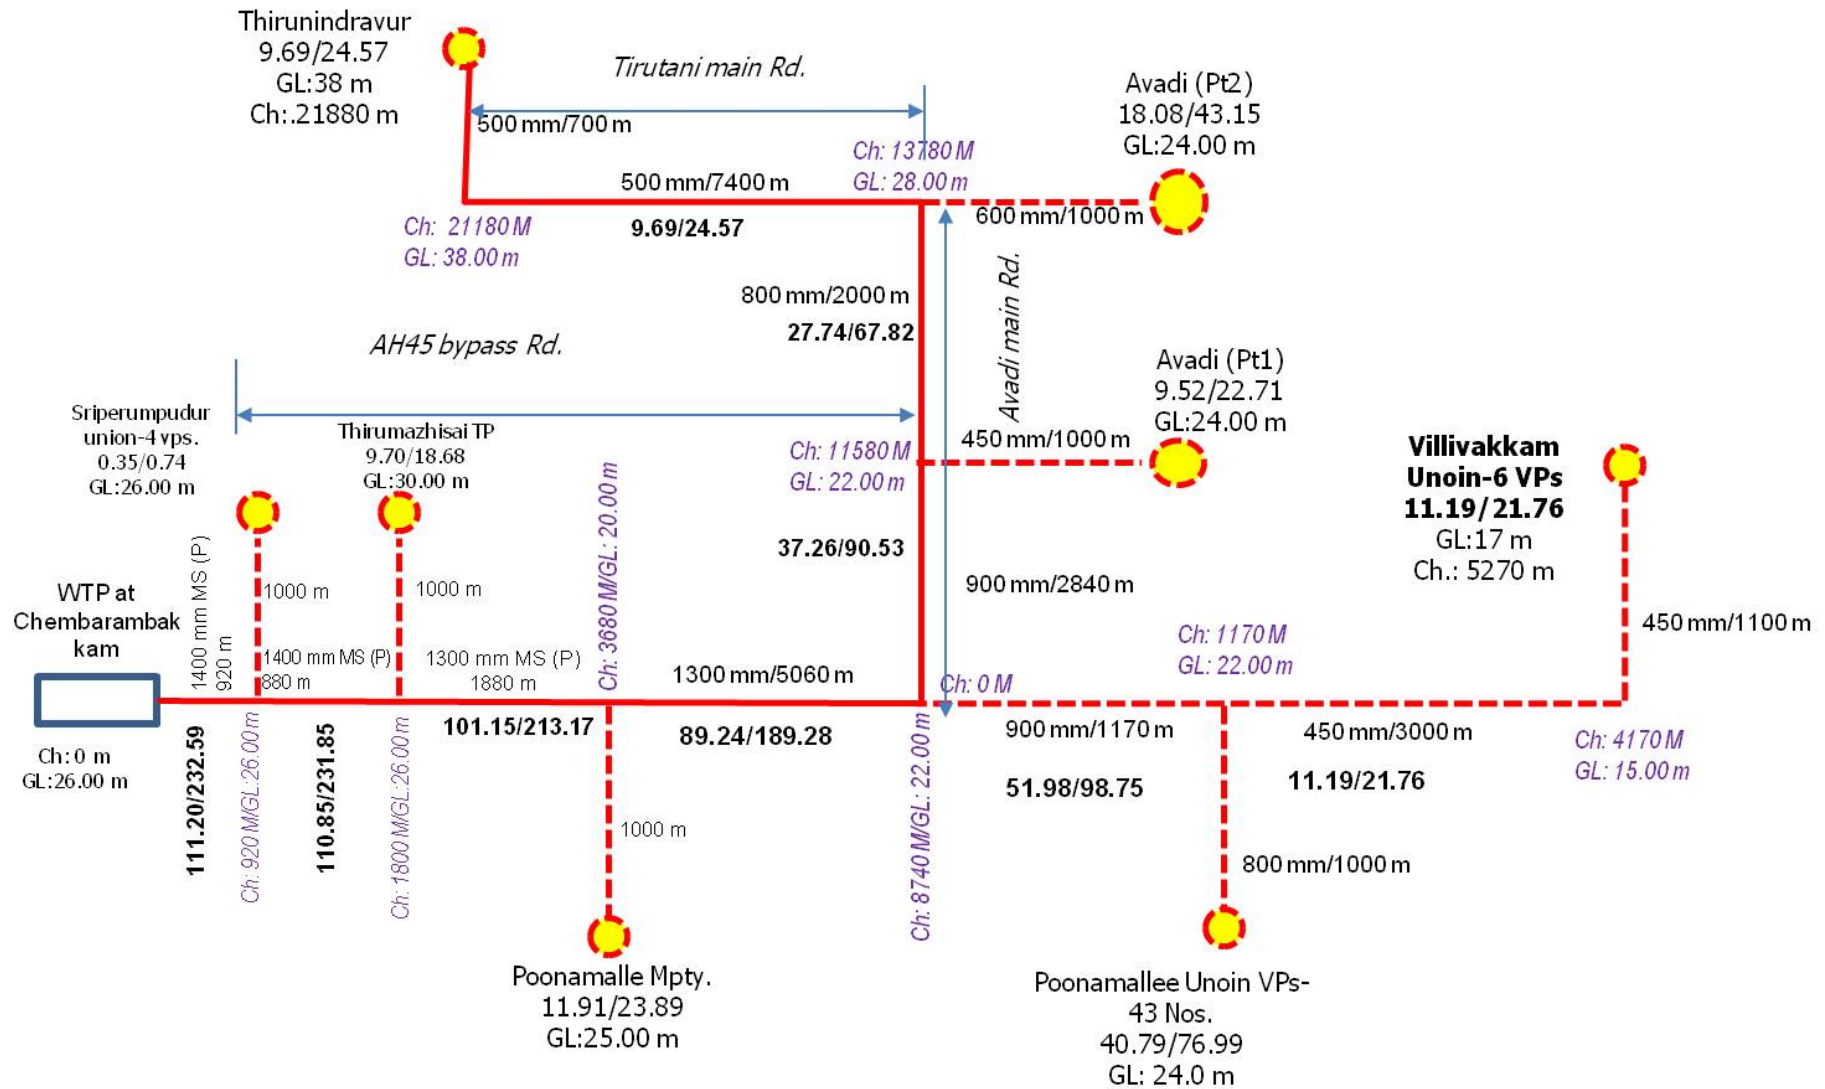 Thirunindravur
9.69/24.57
GL:38 m
Ch:.21880 m
Tirutani main Rd.
500 mm/700 m
Avadi (Pt2)
18.08/43.15
GL:24.00 m
Ch: 13780 M
GL: 28.00 m
500 mm/7400 m
600 mm/1000 m
Ch: 21180 M
GL: 38.00 m
9.69/24.57
800 mm/2000 m
27.74/67.82
Avadi main Rd.
AH45 bypass Rd.
Avadi (Pt1)
9.52/22.71
GL:24.00 m
Sriperumpudur
union-4 vps.
0.35/0.74
GL:26.00 m
Thirumazhisai TP
9.70/18.68
GL:30.00 m
Ch: 11580 M
GL: 22.00 m
450 mm/1000 m
Villivakkam
Unoin-6 VPs
11.19/21.76
GL:17 m
Ch.: 5270 m
Ch: 3680 M/GL: 20.00 m
37.26/90.53
900 mm/2840 m
1400 mm MS (P)
920 m
1000 m
1000 m
WTP at
Chembarambak
kam
Ch: 1170 M
GL: 22.00 m
450 mm/1100 m
1400 mm MS (P)
880 m
1300 mm MS (P)
1880 m
1300 mm/5060 m
Ch: 0 M
Ch: 0 m
GL:26.00 m
111.20/232.59
Ch: 920 M/GL:26.00 m
110.85/231.85
Ch: 1800 M/GL:26.00 m
101.15/213.17
89.24/189.28
Ch: 8740 M/GL: 22.00 m
900 mm/1170 m
51.98/98.75
450 mm/3000 m
11.19/21.76
Ch: 4170 M
GL: 15.00 m
1000 m
800 mm/1000 m
Poonamalle Mpty.
11.91/23.89
GL:25.00 m
Poonamallee Unoin VPs-
43 Nos.
40.79/76.99
GL: 24.0 m